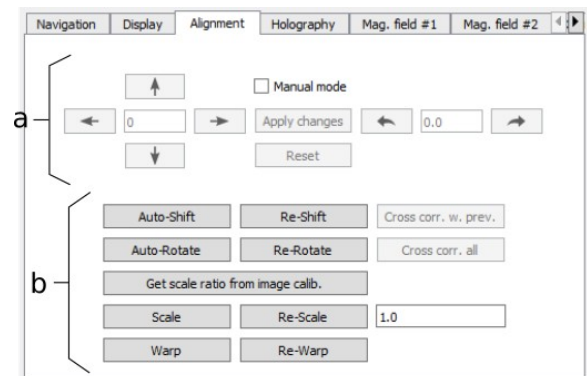 Navigation Display Alignment Holography Mag. field #1 Mag. field #2
a
Manual mode
0 Apply changes 0.0
Reset
b
Auto-Shift Re-Shift Cross corr. w. prev.
Auto-Rotate Re-Rotate Cross corr. all
Get scale ratio from image calib.
Scale Re-Scale 1.0
Warp Re-Warp